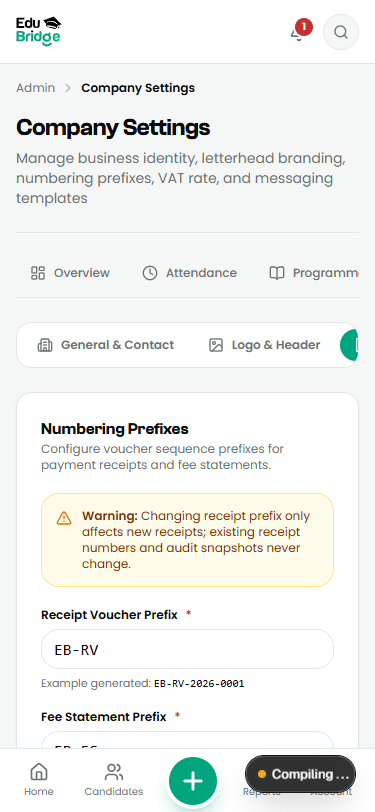 Edu
Bridge
1
Admin > Company Settings
Company Settings
Manage business identity, letterhead branding,
numbering prefixes, VAT rate, and messaging
templates
Overview Attendance Programm
General & Contact Logo & Header
Numbering Prefixes
Configure voucher sequence prefixes for
payment receipts and fee statements.
Warning: Changing receipt prefix only
affects new receipts; existing receipt
numbers and audit snapshots never
change.
Receipt Voucher Prefix *
EB-RV
Example generated: EB-RV-2026-0001
Fee Statement Prefix *
Compiling ...
Home Candidates Reports Account